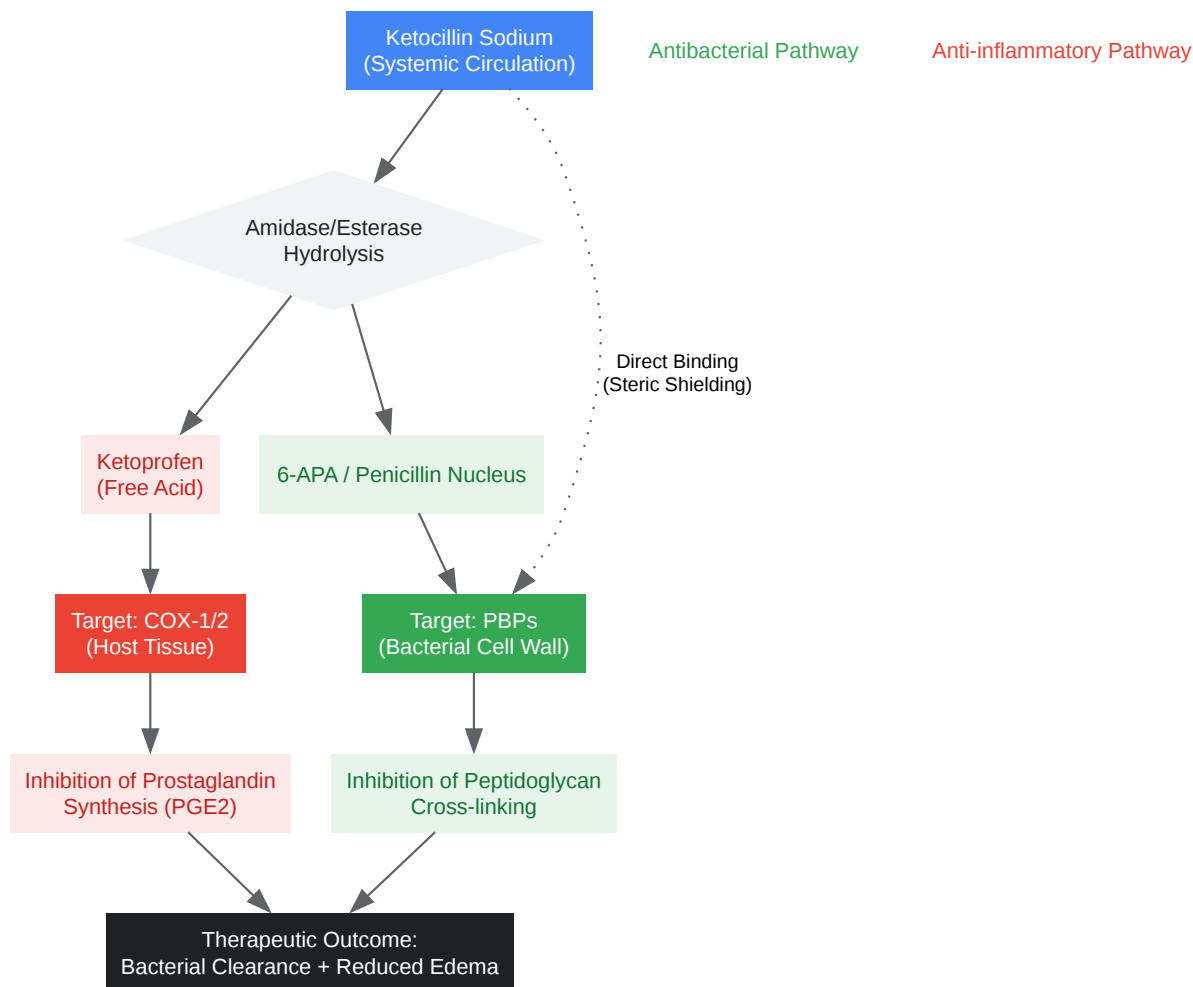 Ketocillin Sodium
(Systemic Circulation)
Antibacterial Pathway
Anti-inflammatory Pathway
Amidase/Esterase
Hydrolysis
Direct Binding
(Steric Shielding)
Ketoprofen
(Free Acid)
6-APA / Penicillin Nucleus
Target: COX-1/2
(Host Tissue)
Target: PBPs
(Bacterial Cell Wall)
Inhibition of Prostaglandin
Synthesis (PGE2)
Inhibition of Peptidoglycan
Cross-linking
Therapeutic Outcome:
Bacterial Clearance + Reduced Edema